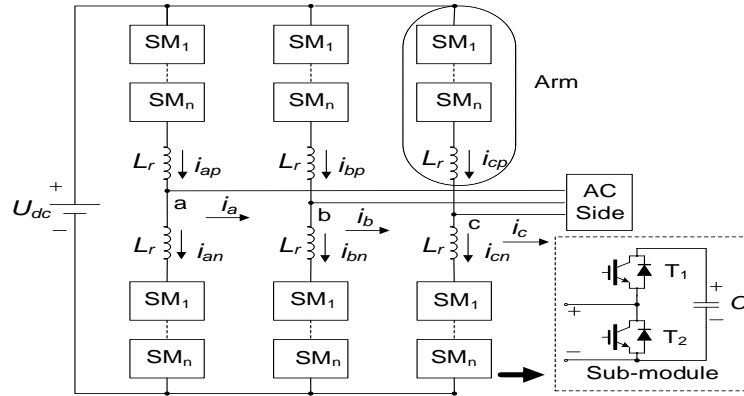 SM1 SM1 SM1
Arm
SMn SMn SMn
Lr iap Lr ibp Lr icp
+
Udc
−
AC
Side
a ia b ib c ic
Lr ian Lr ibn Lr icn
SM1 SM1 SM1
SMn SMn SMn
T1
+
−
C
+
−
T2
Sub-module